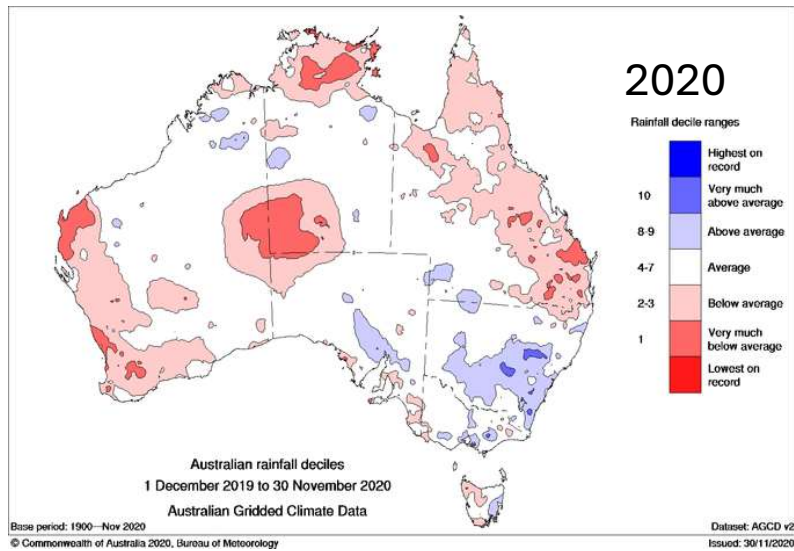 2020
Rainfall decile ranges
Highest on
record
10
Very much
above average
8-9
Above average
4-7
Average
2-3
Below average
1
Very much
below average
Lowest on
record
Australian rainfall deciles
1 December 2019 to 30 November 2020
Australian Gridded Climate Data
Base period: 1900—Nov 2020
Dataset: AGCD v2
© Commonwealth of Australia 2020, Bureau of Meteorology
Issued: 30/11/2020